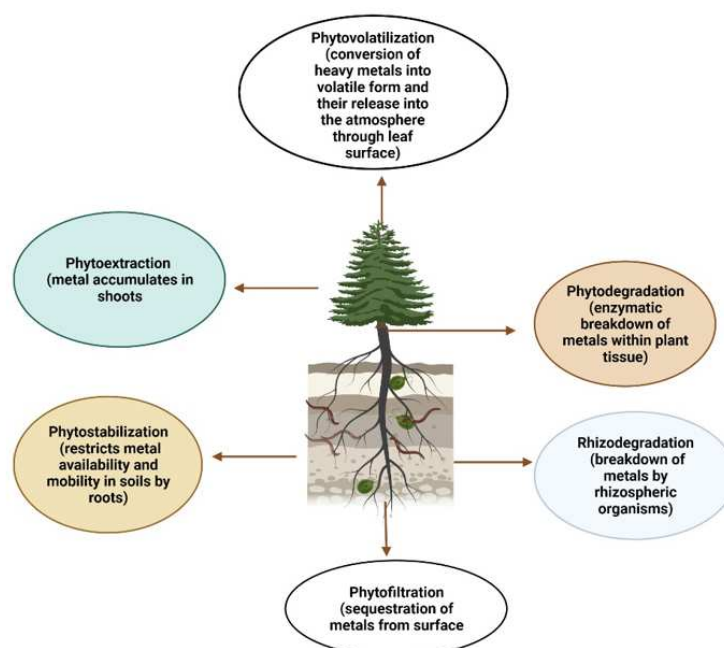 Phytovolatilization
(conversion of
heavy metals into
volatile form and
their release into
the atmosphere
through leaf
surface)
Phytoextraction
(metal accumulates in
shoots
Phytodegradation
(enzymatic
breakdown of
metals within plant
tissue)
Phytostabilization
(restricts metal
availability and
mobility in soils by
roots)
Rhizodegradation
(breakdown of
metals by
rhizospheric
organisms)
Phytofiltration
(sequestration of
metals from surface